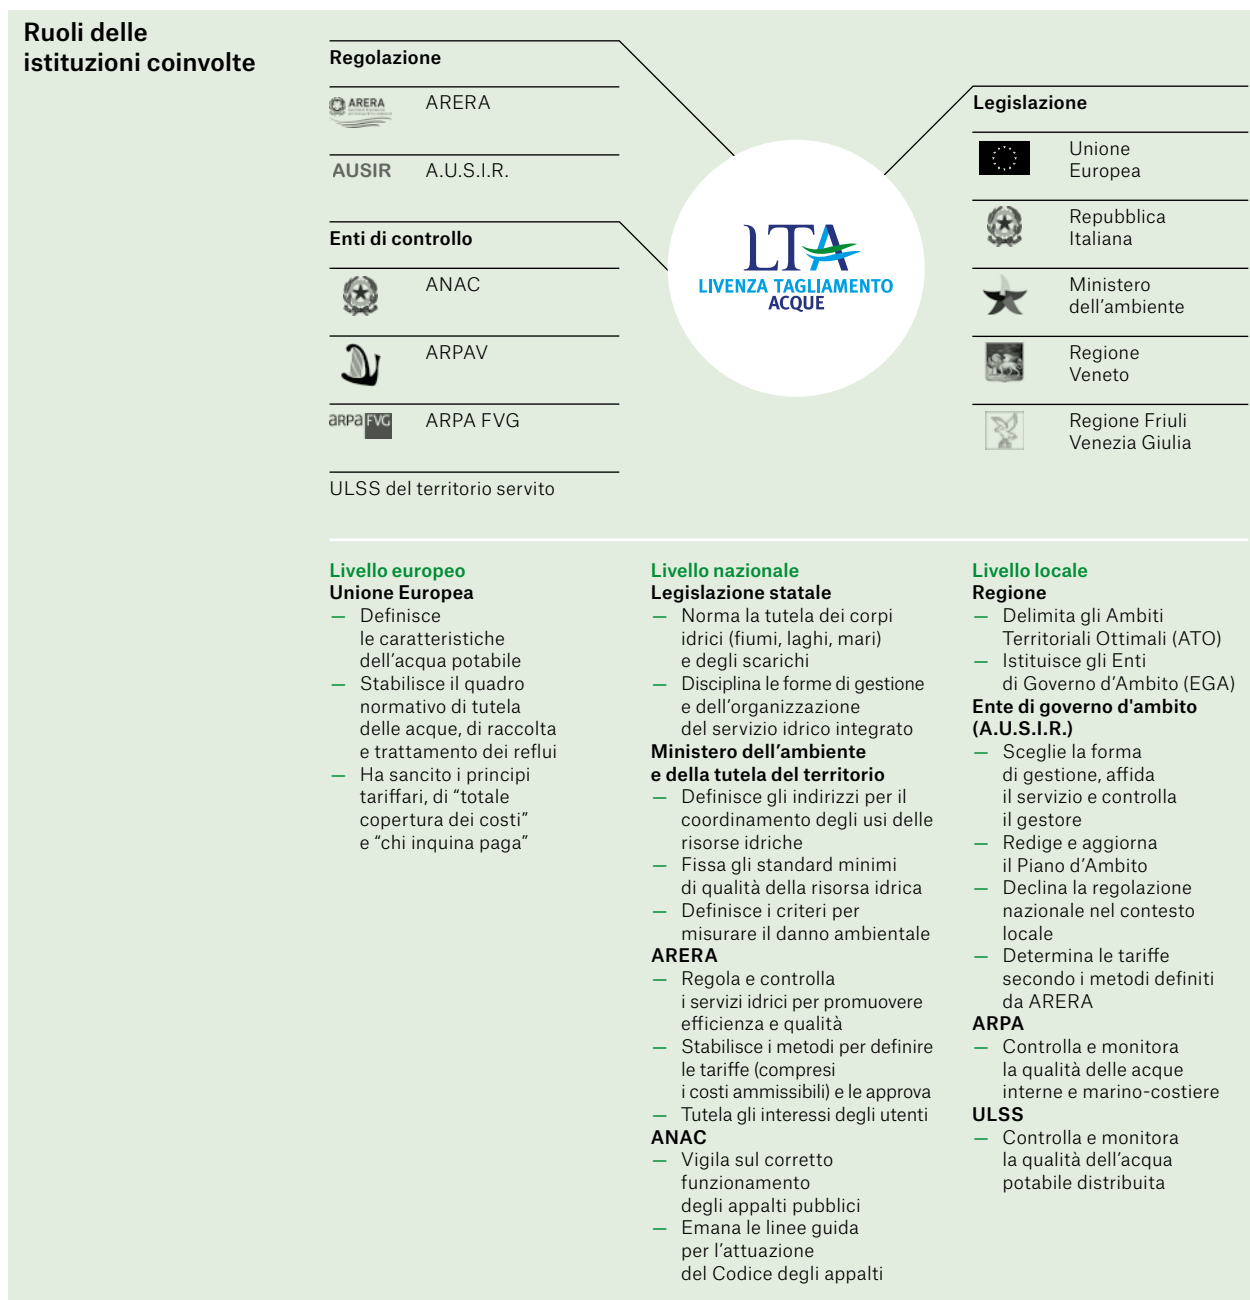 Ruoli delle
istituzioni coinvolte
Regolazione
ARERA
ARERA
AUSIR
A.U.S.I.R.
Enti di controllo
ANAC
ARPAV
arpa FVG
ARPA FVG
ULSS del territorio servito
LTA
LIVENZA TAGLIAMENTO
ACQUE
Legislazione
Unione
Europea
Repubblica
Italiana
Ministero
dell’ambiente
Regione
Veneto
Regione Friuli
Venezia Giulia
Livello europeo
Unione Europea
— Definisce
le caratteristiche
dell’acqua potabile
— Stabilisce il quadro
normativo di tutela
delle acque, di raccolta
e trattamento dei reflui
— Ha sancito i principi
tariffari, di “totale
copertura dei costi”
e “chi inquina paga”
Livello nazionale
Legislazione statale
— Norma la tutela dei corpi
idrici (fiumi, laghi, mari)
e degli scarichi
— Disciplina le forme di gestione
e dell’organizzazione
del servizio idrico integrato
Ministero dell’ambiente
e della tutela del territorio
— Definisce gli indirizzi per il
coordinamento degli usi delle
risorse idriche
— Fissa gli standard minimi
di qualità della risorsa idrica
— Definisce i criteri per
misurare il danno ambientale
ARERA
— Regola e controlla
i servizi idrici per promuovere
efficienza e qualità
— Stabilisce i metodi per definire
le tariffe (compresi
i costi ammissibili) e le approva
— Tutela gli interessi degli utenti
ANAC
— Vigila sul corretto
funzionamento
degli appalti pubblici
— Emana le linee guida
per l’attuazione
del Codice degli appalti
Livello locale
Regione
— Delimita gli Ambiti
Territoriali Ottimali (ATO)
— Istituisce gli Enti
di Governo d’Ambito (EGA)
Ente di governo d'ambito
(A.U.S.I.R.)
— Sceglie la forma
di gestione, affida
il servizio e controlla
il gestore
— Redige e aggiorna
il Piano d’Ambito
— Declina la regolazione
nazionale nel contesto
locale
— Determina le tariffe
secondo i metodi definiti
da ARERA
ARPA
— Controlla e monitora
la qualità delle acque
interne e marino-costiere
ULSS
— Controlla e monitora
la qualità dell’acqua
potabile distribuita